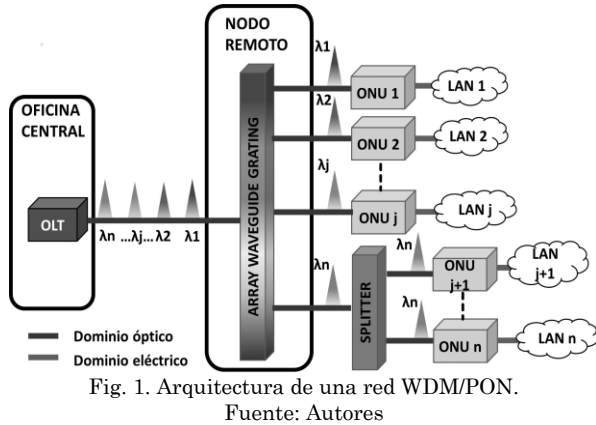 NODO
REMOTO
OFICINA
CENTRAL
OLT
λn ...λj... λ2 λ1
ARRAY WAVEGUIDE GRATING
λ1
ONU 1
LAN 1
λ2
ONU 2
LAN 2
λj
ONU j
LAN j
λn
SPLITTER
λn
ONU
j+1
LAN
j+1
λn
ONU n
LAN n
Dominio óptico
Dominio eléctrico
Fig. 1. Arquitectura de una red WDM/PON.
Fuente: Autores